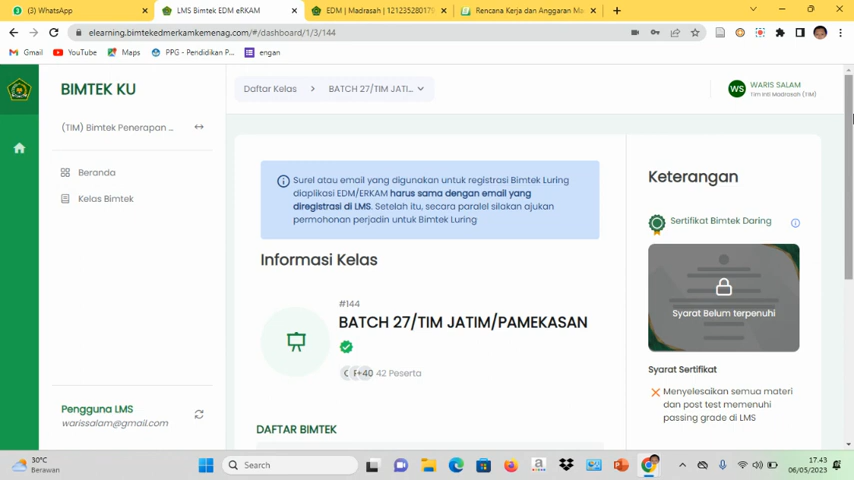 (3) WhatsApp
LMS Bimtek EDM eRKAM
EDM | Madrasah | 121235280179
Rencana Kerja dan Anggaran Ma
elearning.bimtekedmerkamkemenag.com/#/dashboard/1/3/144
Gmail
YouTube
Maps
PPG - Pendidikan P...
engan
BIMTEK KU
(TIM) Bimtek Penerapan ...
Beranda
Kelas Bimtek
Pengguna LMS
warissalam@gmail.com
Daftar Kelas > BATCH 27/TIM JATI...
WS
WARIS SALAM
Tim Inti Madrasah (TIM)
Surel atau email yang digunakan untuk registrasi Bimtek Luring
diaplikasi EDM/ERKAM harus sama dengan email yang
diregistrasi di LMS. Setelah itu, secara paralel silakan ajukan
permohonan perjadin untuk Bimtek Luring
Informasi Kelas
#144
BATCH 27/TIM JATIM/PAMEKASAN
+40 42 Peserta
DAFTAR BIMTEK
Keterangan
Sertifikat Bimtek Daring
Syarat Belum terpenuhi
Syarat Sertifikat
Menyelesaikan semua materi
dan post test memenuhi
passing grade di LMS
30°C
Berawan
Search
17.43
06/05/2023